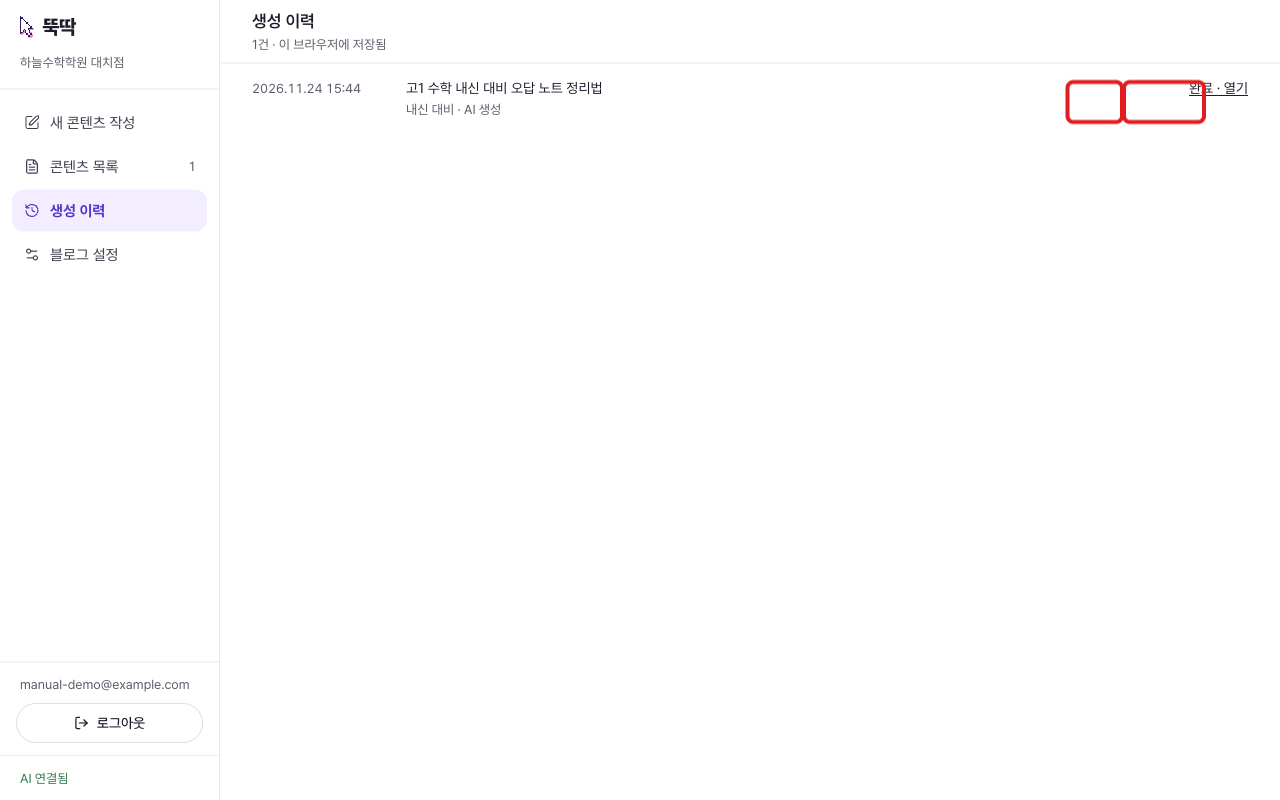 뚝딱
하늘수학학원 대치점
새 콘텐츠 작성
콘텐츠 목록 1
생성 이력
블로그 설정
manual-demo@example.com
로그아웃
AI 연결됨
생성 이력
1건 · 이 브라우저에 저장됨
2026.11.24 15:44
고1 수학 내신 대비 오답 노트 정리법
내신 대비 · AI 생성
완료 · 열기